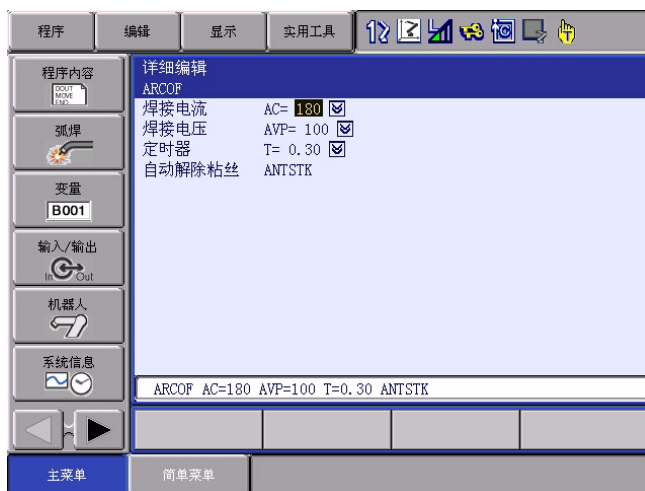 程序 编辑 显示 实用工具
程序内容
DOUT
MOVE
END
弧焊
变量
B001
输入/输出
In Out
机器人
系统信息
详细编辑
ARCOF
焊接电流 AC= 180
焊接电压 AVP= 100
定时器 T= 0.30
自动解除粘丝 ANTSTK
ARCOF AC=180 AVP=100 T=0.30 ANTSTK
主菜单 简单菜单